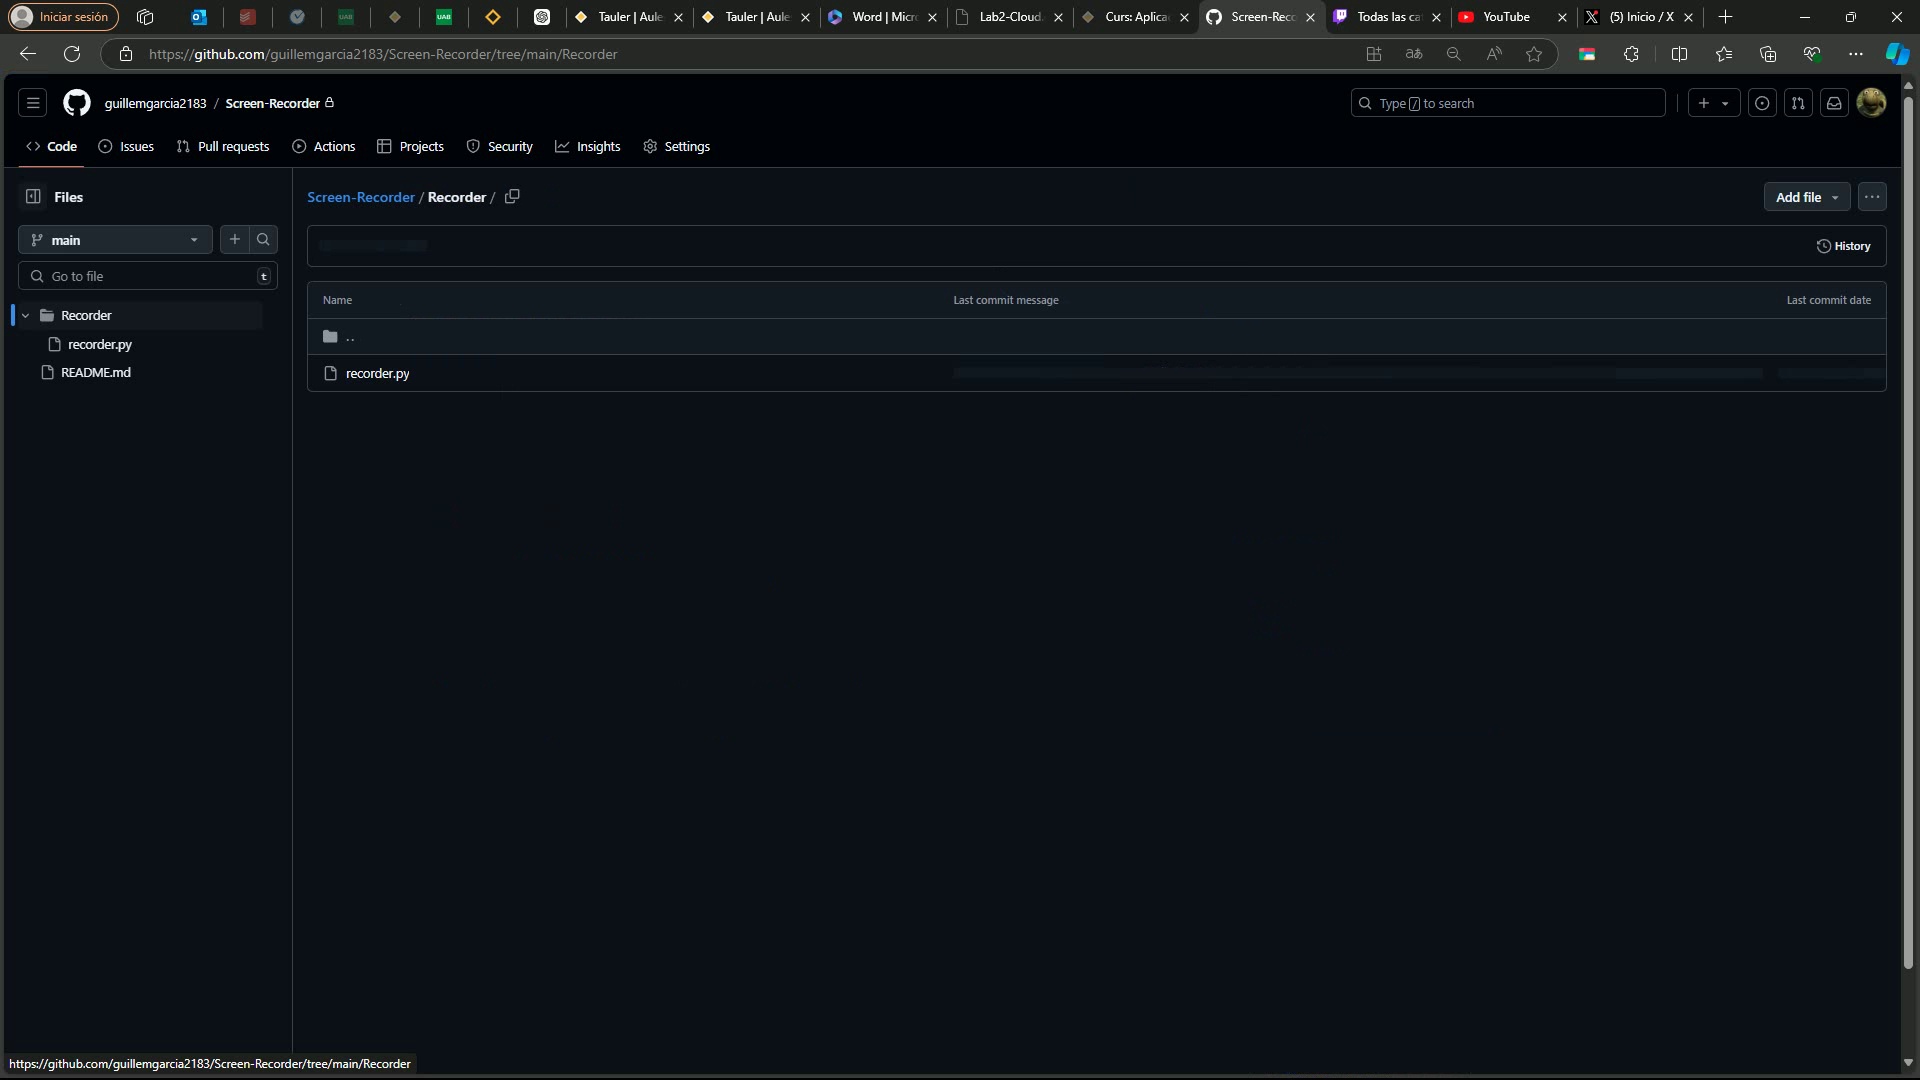 Iniciar sesión
UAB
UAB
Tauler | Aule
Tauler | Aule
Word | Micr
Lab2-Cloud.
Curs: Aplica
Screen-Reco
Todas las ca
YouTube
(5) Inicio / X
https://github.com/guillemgarcia2183/Screen-Recorder/tree/main/Recorder
guillemgarcia2183 / Screen-Recorder
Type / to search
Code
Issues
Pull requests
Actions
Projects
Security
Insights
Settings
Files
Screen-Recorder / Recorder /
Add file
main
History
Go to file
t
Name
Last commit message
Last commit date
Recorder
..
recorder.py
recorder.py
README.md
https://github.com/guillemgarcia2183/Screen-Recorder/tree/main/Recorder